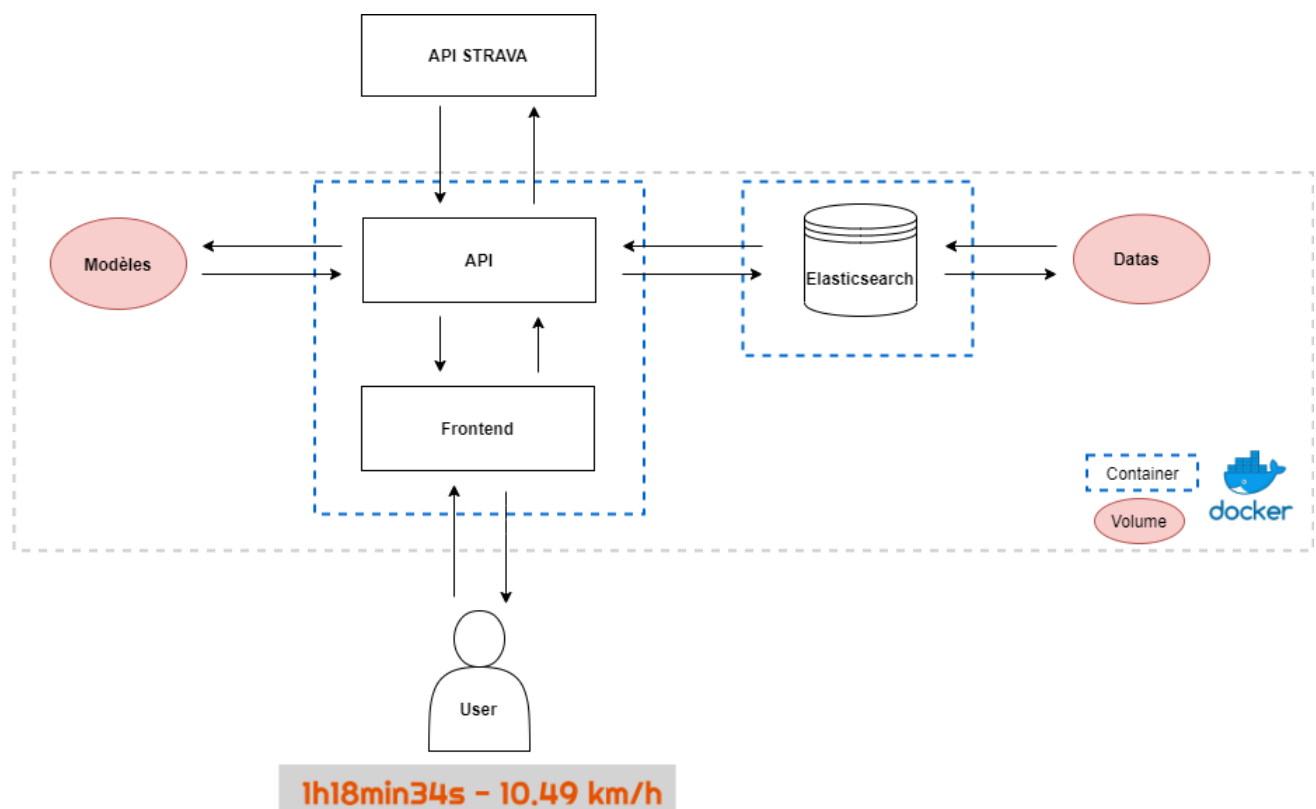 API STRAVA
Modèles
API
Elasticsearch
Datas
Frontend
Container
docker
Volume
User
1h18min34s - 10.49 km/h